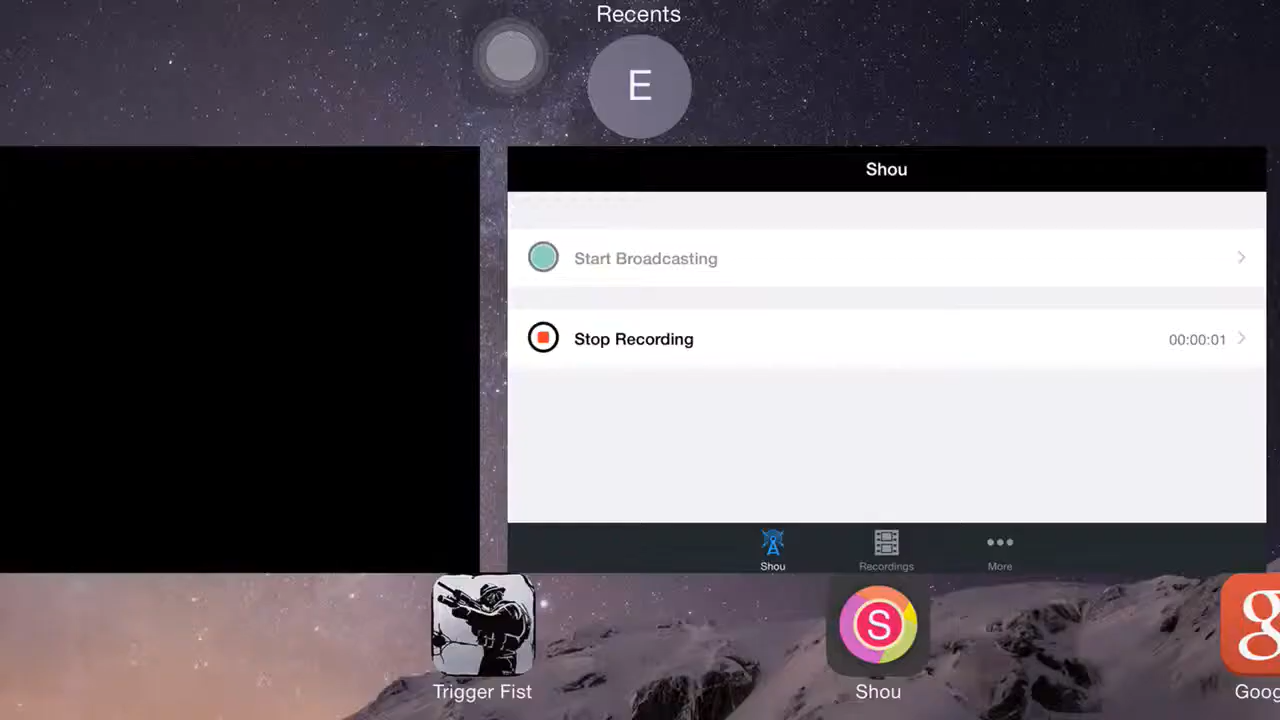 Recents
E
Shou
Start Broadcasting
Stop Recording
00:00:01
Shou
Recordings
More
S
g
Trigger Fist
Shou
Goog